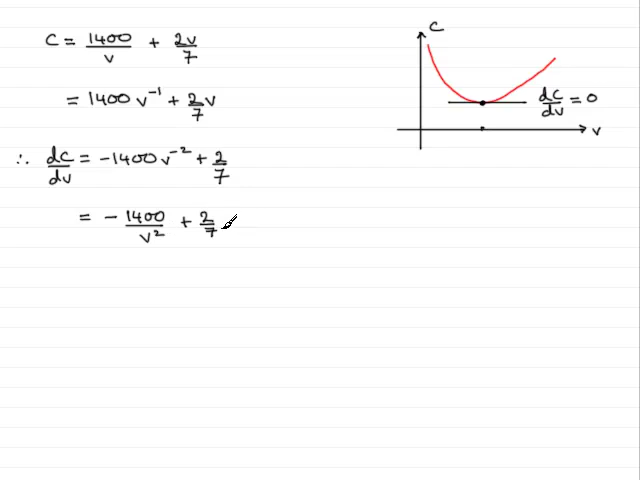 C = 1400/v + 2v/7
= 1400 v⁻¹ + 2/7 v
∴ dC/dv = -1400 v⁻² + 2/7
= - 1400/v² + 2/7
C
dC/dv = 0
v